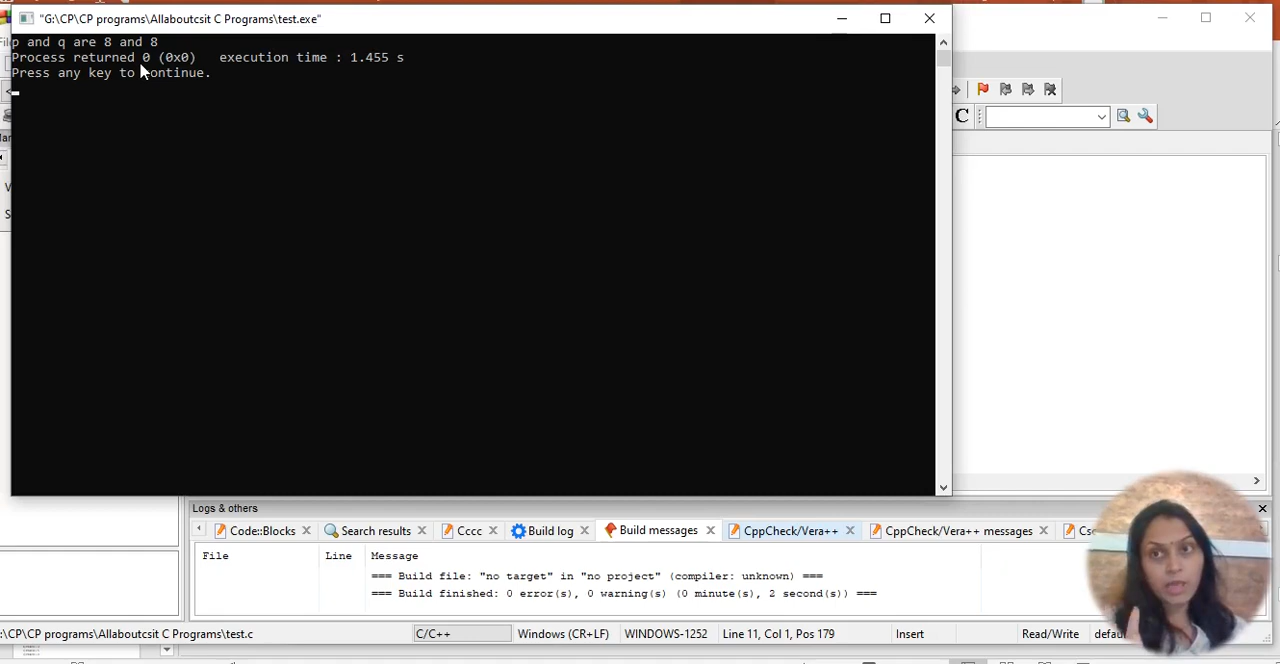 "G:\CP\CP programs\Allaboutcsit C Programs\test.exe"
p and q are 8 and 8
Process returned 0 (0x0)   execution time : 1.455 s
Press any key to continue.
C
Logs & others
Code::Blocks
Search results
Cccc
Build log
Build messages
CppCheck/Vera++
CppCheck/Vera++ messages
File
Line
Message
=== Build file: "no target" in "no project" (compiler: unknown) ===
=== Build finished: 0 error(s), 0 warning(s) (0 minute(s), 2 second(s)) ===
:\CP\CP programs\Allaboutcsit C Programs\test.c
C/C++
Windows (CR+LF)
WINDOWS-1252
Line 11, Col 1, Pos 179
Insert
Read/Write